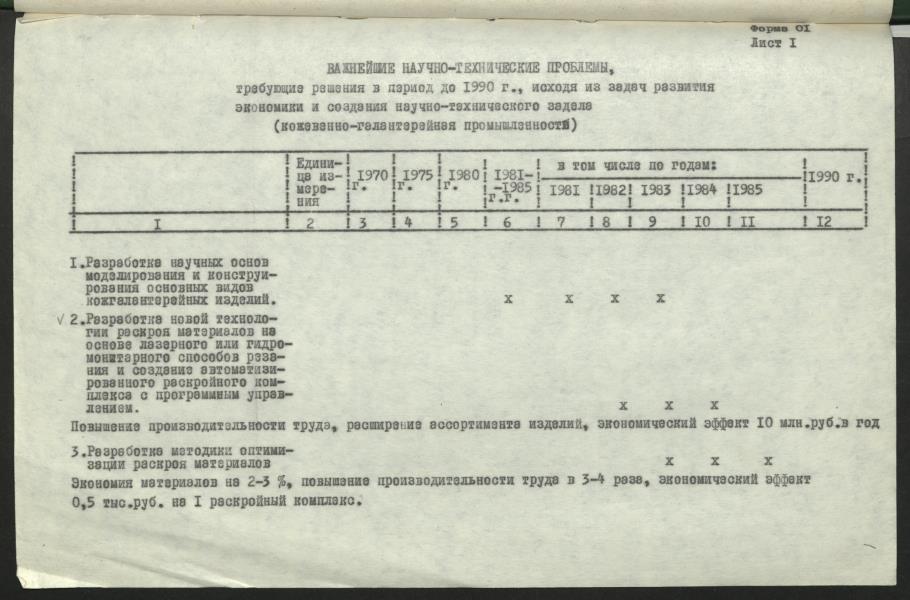 Форма 01
Лист I
ВАЖНЕЙШИЕ НАУЧНО-ТЕХНИЧЕСКИЕ ПРОБЛЕМЫ,
требующие решения в период до 1990 г., исходя из задач развития
экономики и создания научно-технического задела
(кожевенно-галантерейная промышленность)
Едини-
ца из-
мере-
ния
1970
г.
1975
г.
1980
г.
1981-
-1985
г.г.
в том числе по годам:
1981 1982 1983 1984 1985
1990 г.
I 2 3 4 5 6 7 8 9 10 II 12
I.Разработка научных основ
моделирования и конструи-
рования основных видов
кожгалантерейных изделий. х х х х
√ 2.Разработка новой техноло-
гии раскроя материалов на
основе лазерного или гидро-
мониторного способов реза-
ния и создание автоматизи-
рованного раскройного ком-
плекса с программным управ-
лением. х х х
Повышение производительности труда, расширение ассортимента изделий, экономический эффект 10 млн.руб.в год
3.Разработка методики оптими-
зации раскроя материалов х х х
Экономия материалов на 2-3 %, повышение производительности труда в 3-4 раза, экономический эффект
0,5 тыс.руб. на I раскройный комплекс.